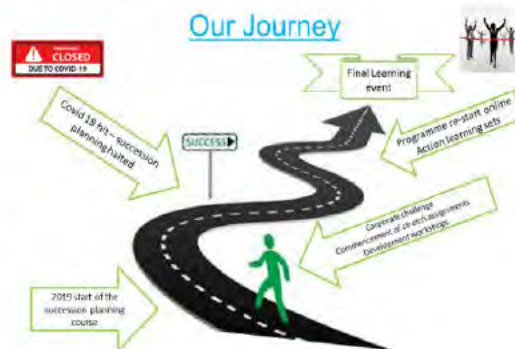 Our Journey
CLOSED
DUE TO COVID-19
Final Learning
event
Covid 19 hit – succession
planning halted
SUCCESS
Programme re-start online
Action learning sets
Corporate challenge
Commencement of stretch assignments
Development workshops
2019 start of the
succession planning
course